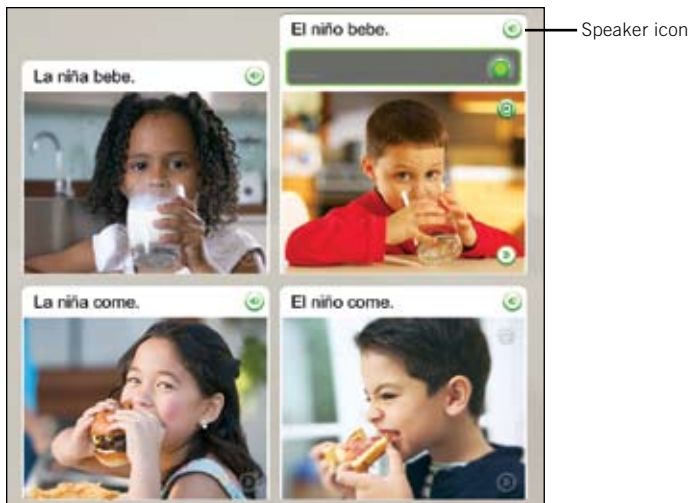 El niño bebe.
Speaker icon
La niña bebe.
La niña come.
El niño come.